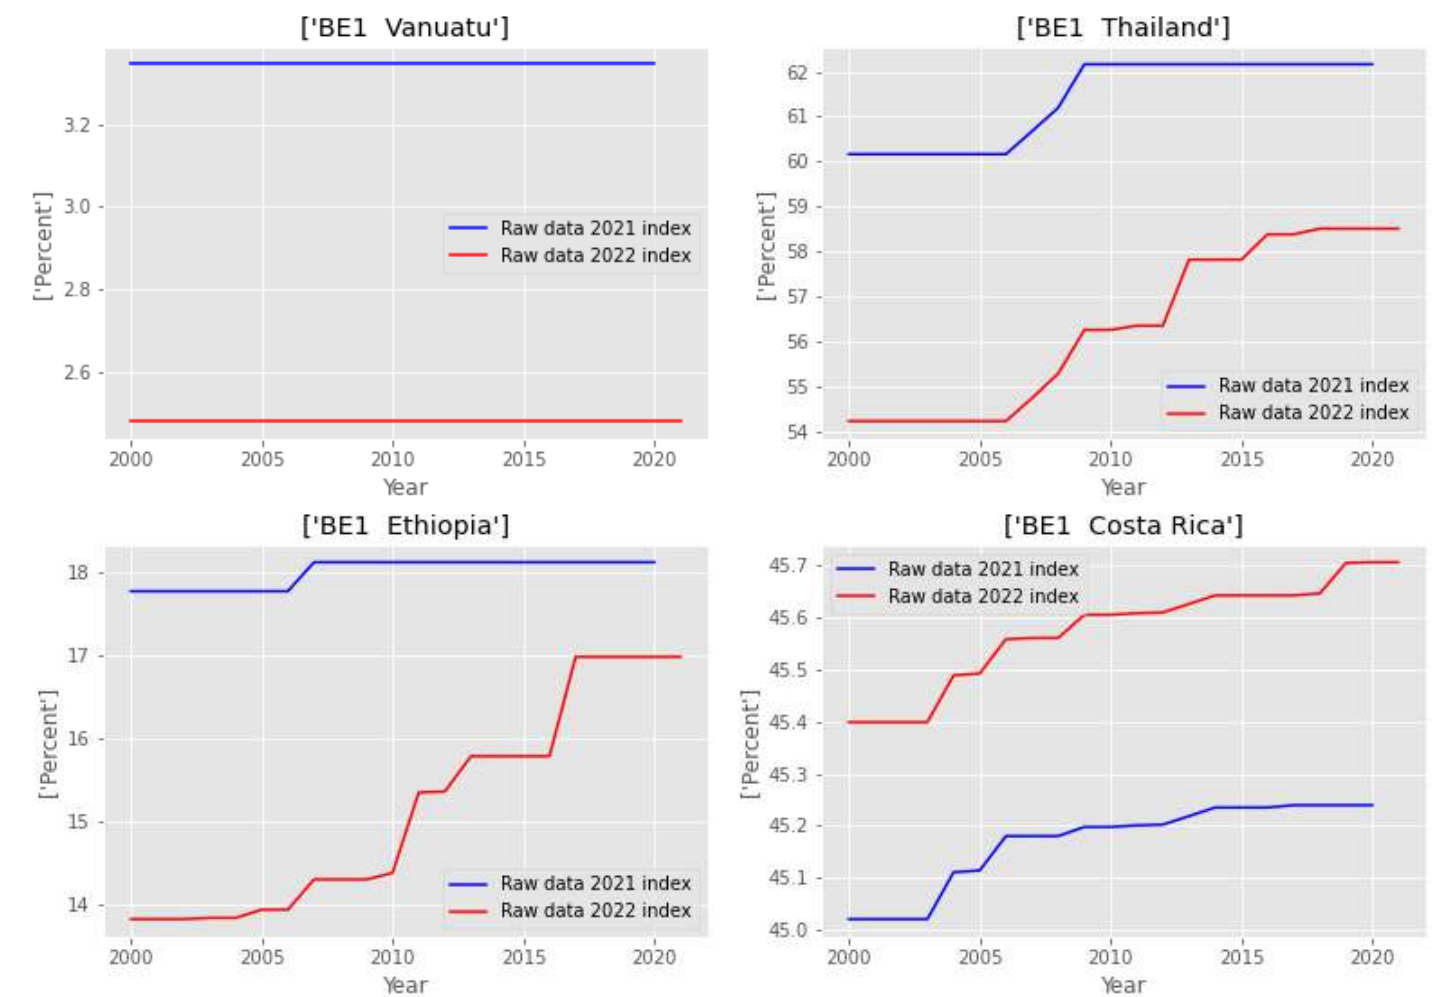 ['BE1  Vanuatu']
['Percent']
3.2
3.0
2.8
2.6
Raw data 2021 index
Raw data 2022 index
2000
2005
2010
2015
2020
Year
['BE1  Thailand']
['Percent']
62
61
60
59
58
57
56
55
54
Raw data 2021 index
Raw data 2022 index
2000
2005
2010
2015
2020
Year
['BE1  Ethiopia']
['Percent']
18
17
16
15
14
Raw data 2021 index
Raw data 2022 index
2000
2005
2010
2015
2020
Year
['BE1  Costa Rica']
['Percent']
45.7
45.6
45.5
45.4
45.3
45.2
45.1
45.0
Raw data 2021 index
Raw data 2022 index
2000
2005
2010
2015
2020
Year